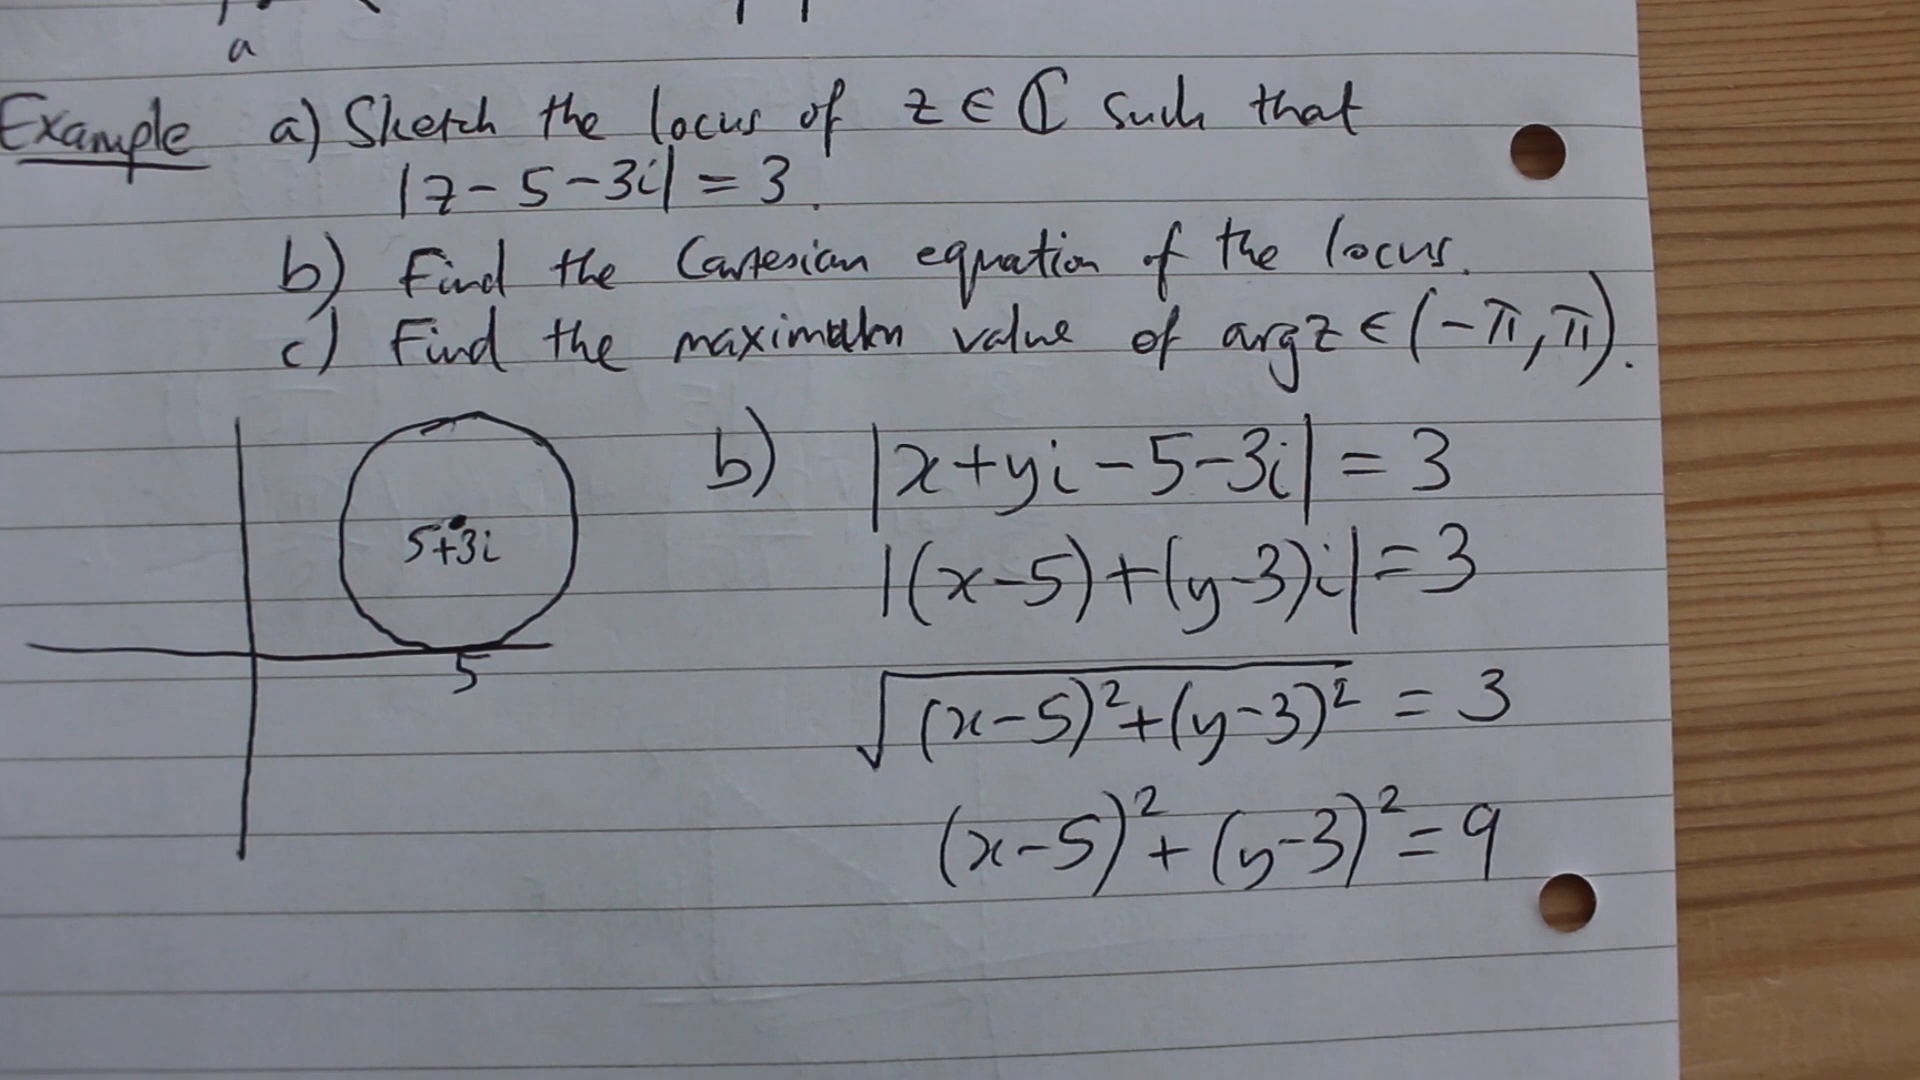 a
Example a) Sketch the locus of z ∈ ℂ such that
|z - 5 - 3i| = 3.
b) Find the Cartesian equation of the locus.
c) Find the maximum value of arg z ∈ (-π, π).
5+3i
5
b) |x + yi - 5 - 3i| = 3
|(x-5) + (y-3)i| = 3
√((x-5)² + (y-3)²) = 3
(x-5)² + (y-3)² = 9